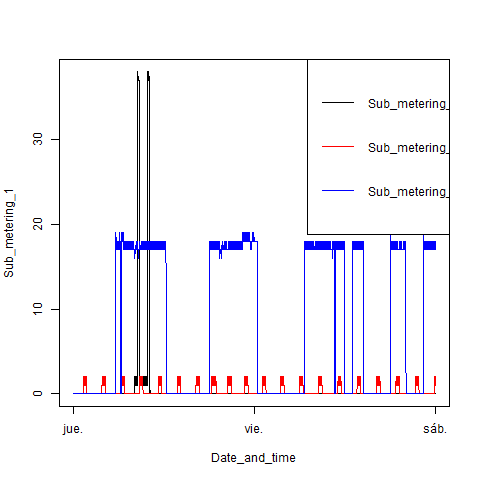 Sub_metering_
Sub_metering_
Sub_metering_
30
20
10
0
Sub_metering_1
jue.
vie.
sáb.
Date_and_time